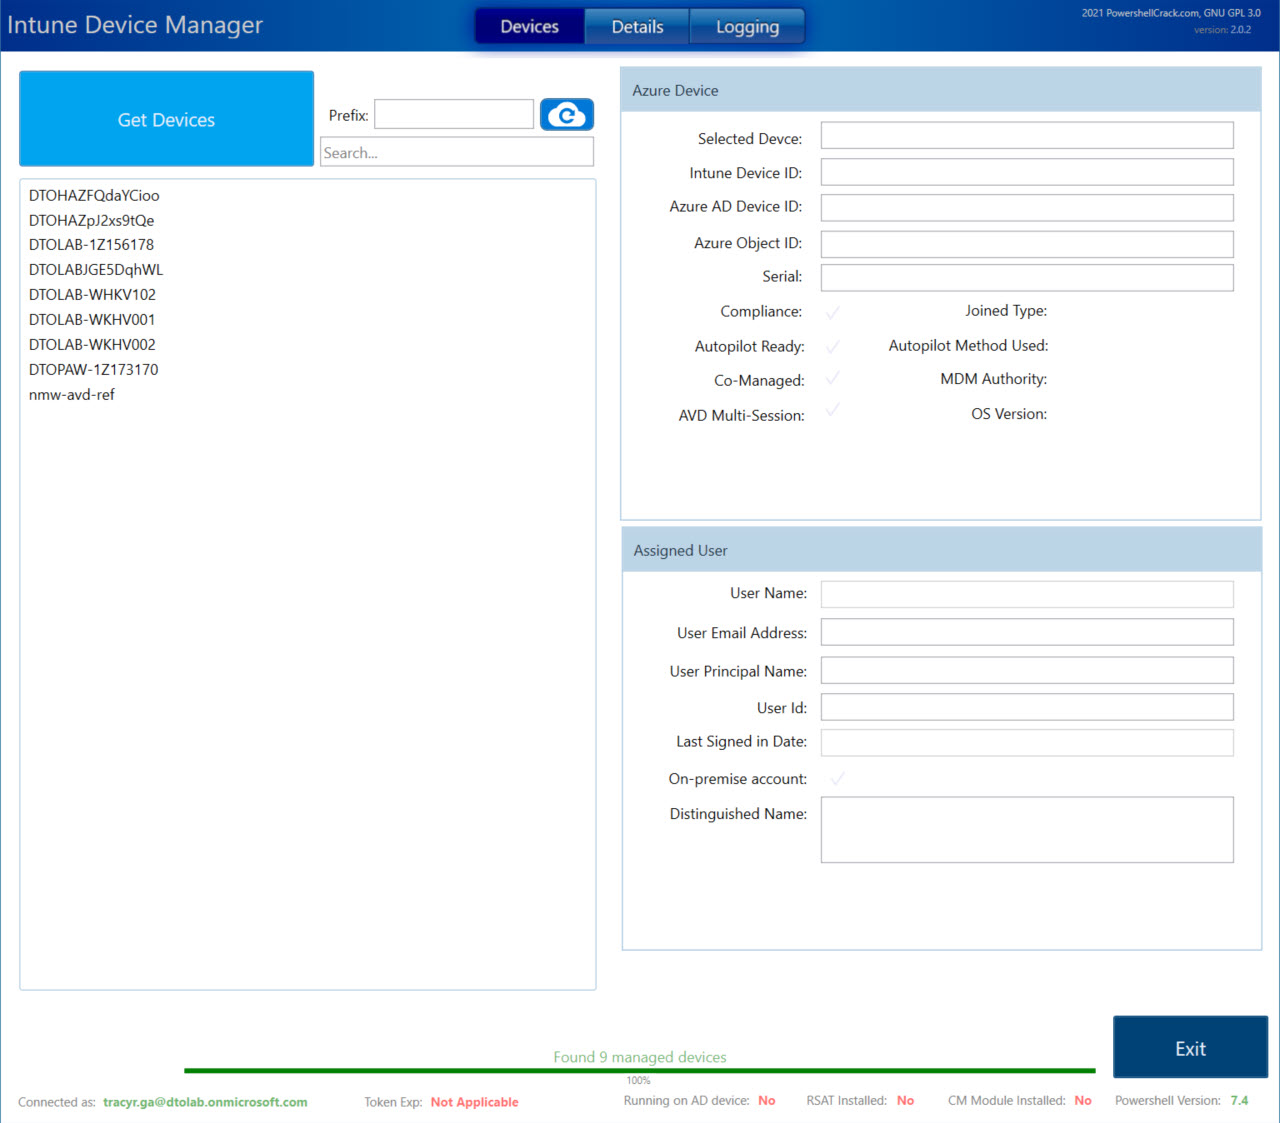 Intune Device Manager
Devices
Details
Logging
2021 PowershellCrack.com, GNU GPL 3.0
version: 2.0.2
Get Devices
Prefix:
Search...
DTOHAZFQdaYCioo
DTOHAZpJ2xs9tQe
DTOLAB-1Z156178
DTOLABJGE5DqhWL
DTOLAB-WHKV102
DTOLAB-WKHV001
DTOLAB-WKHV002
DTOPAW-1Z173170
nmw-avd-ref
Azure Device
Selected Devce:
Intune Device ID:
Azure AD Device ID:
Azure Object ID:
Serial:
Compliance:
Joined Type:
Autopilot Ready:
Autopilot Method Used:
Co-Managed:
MDM Authority:
AVD Multi-Session:
OS Version:
Assigned User
User Name:
User Email Address:
User Principal Name:
User Id:
Last Signed in Date:
On-premise account:
Distinguished Name:
Exit
Found 9 managed devices
100%
Connected as: tracyr.ga@dtolab.onmicrosoft.com
Token Exp: Not Applicable
Running on AD device: No
RSAT Installed: No
CM Module Installed: No
Powershell Version: 7.4